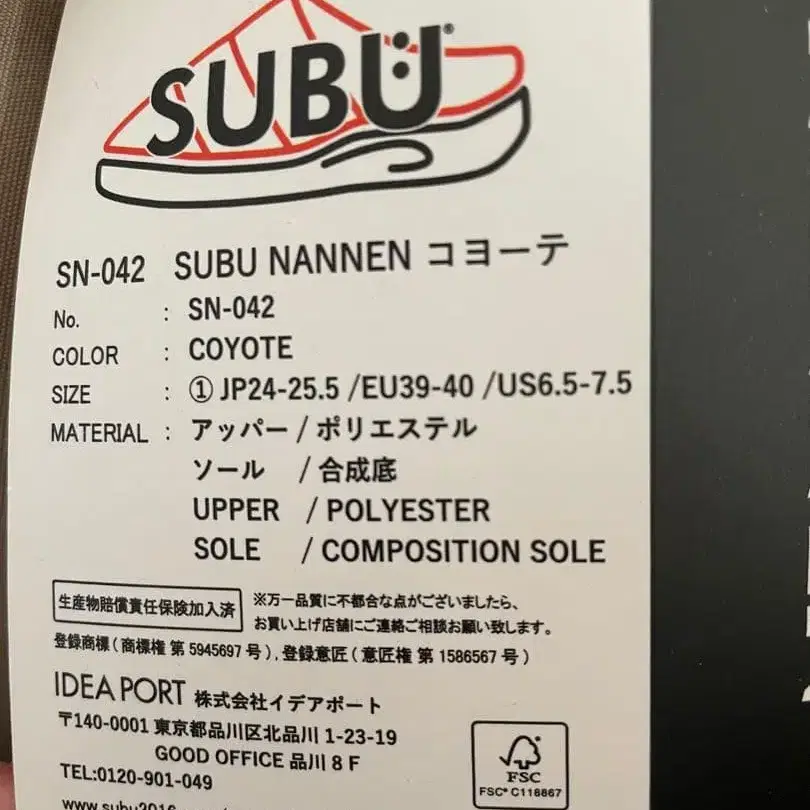 SUBU®
SN-042 SUBU NANNEN コヨーテ
No. : SN-042
COLOR : COYOTE
SIZE : ① JP24-25.5 /EU39-40 /US6.5-7.5
MATERIAL : アッパー / ポリエステル
ソール / 合成底
UPPER / POLYESTER
SOLE / COMPOSITION SOLE
生産物賠償責任保険加入済
※万一品質に不都合な点がございましたら、
お買い上げ店舗にご連絡ご相談お願い致します。
登録商標(商標権 第 5945697 号), 登録意匠(意匠権 第 1586567 号)
IDEA PORT 株式会社イデアポート
〒140-0001 東京都品川区北品川 1-23-19
GOOD OFFICE 品川 8 F
TEL:0120-901-049
www.subu2016
FSC
FSC® C118867